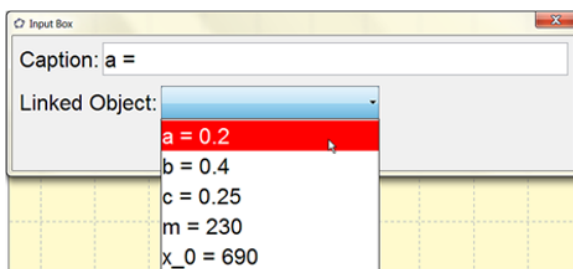 Input Box
Caption: a =
Linked Object:
a = 0.2
b = 0.4
c = 0.25
m = 230
x_0 = 690